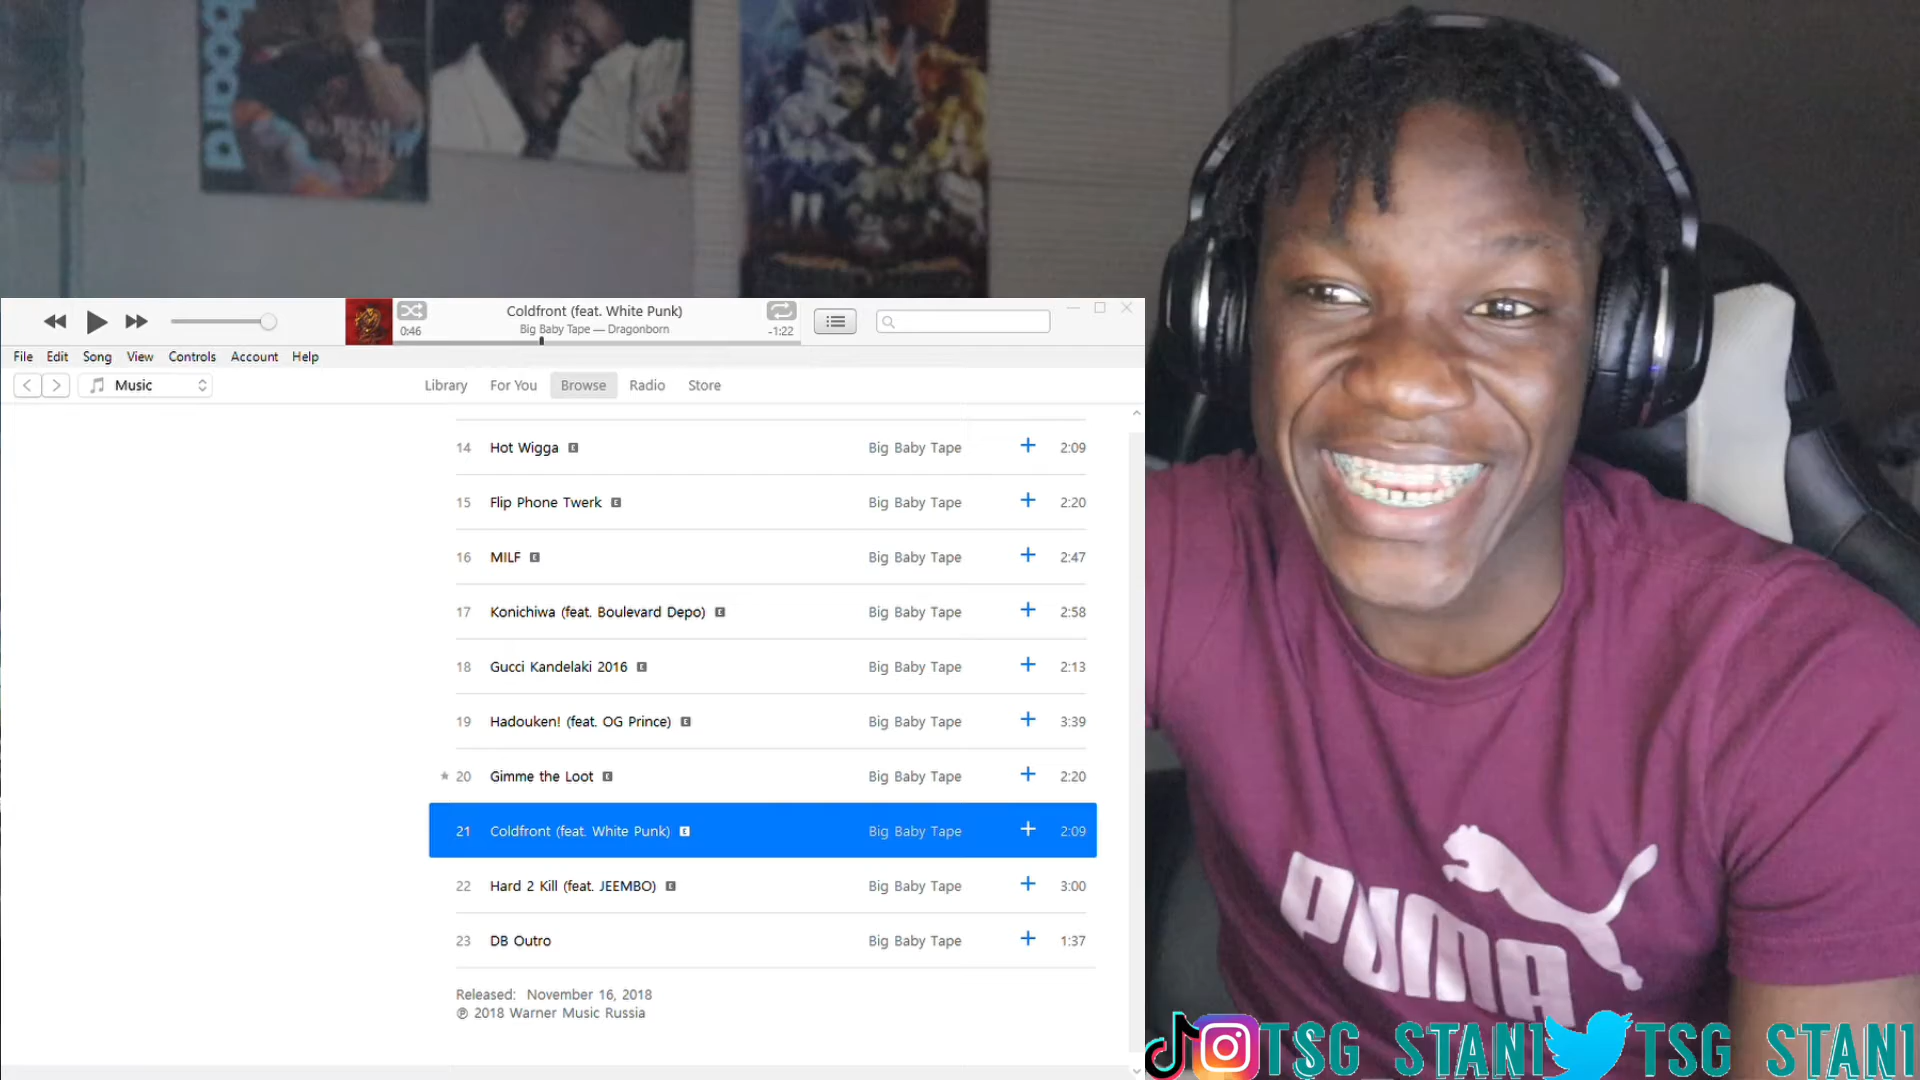 board
Coldfront (feat. White Punk)
0:46
Big Baby Tape — Dragonborn
-1:22
File Edit Song View Controls Account Help
Music
Library For You Browse Radio Store
14 Hot Wigga E Big Baby Tape + 2:09
15 Flip Phone Twerk E Big Baby Tape + 2:20
16 MILF E Big Baby Tape + 2:47
17 Konichiwa (feat. Boulevard Depo) E Big Baby Tape + 2:58
18 Gucci Kandelaki 2016 E Big Baby Tape + 2:13
19 Hadouken! (feat. OG Prince) E Big Baby Tape + 3:39
★ 20 Gimme the Loot E Big Baby Tape + 2:20
21 Coldfront (feat. White Punk) E Big Baby Tape + 2:09
22 Hard 2 Kill (feat. JEEMBO) E Big Baby Tape + 3:00
23 DB Outro Big Baby Tape + 1:37
Released: November 16, 2018
℗ 2018 Warner Music Russia
PUMA
TSG_STAN1 TSG_STAN1